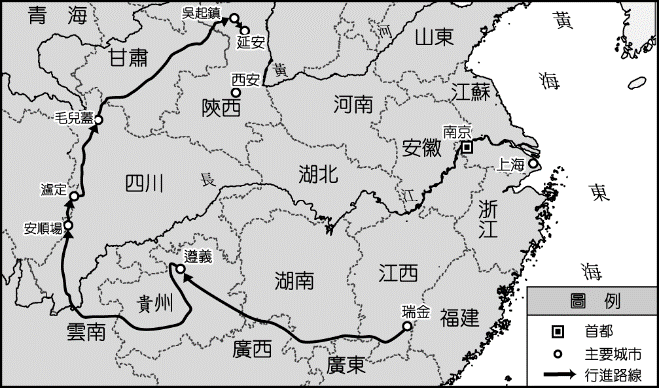 青海
甘肅
吳起鎮
延安
黃
河
山東
黃
海
西安
陝西
河南
江蘇
毛兒蓋
安徽
南京
上海
四川
長
湖北
江
瀘定
安順場
浙江
東
海
遵義
貴州
湖南
江西
瑞金
福建
雲南
廣西
廣東
圖例
首都
主要城市
行進路線